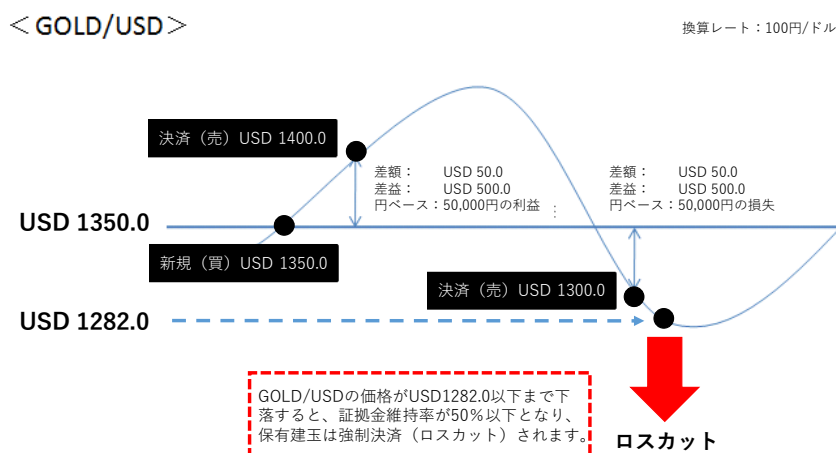 ＜GOLD/USD＞
換算レート：100円/ドル
決済（売）USD 1400.0
差額： USD 50.0
差益： USD 500.0
円ベース：50,000円の利益
差額： USD 50.0
差益： USD 500.0
円ベース：50,000円の損失
USD 1350.0
新規（買）USD 1350.0
決済（売）USD 1300.0
USD 1282.0
GOLD/USDの価格がUSD1282.0以下まで下
落すると、証拠金維持率が50％以下となり、
保有建玉は強制決済（ロスカット）されます。
ロスカット